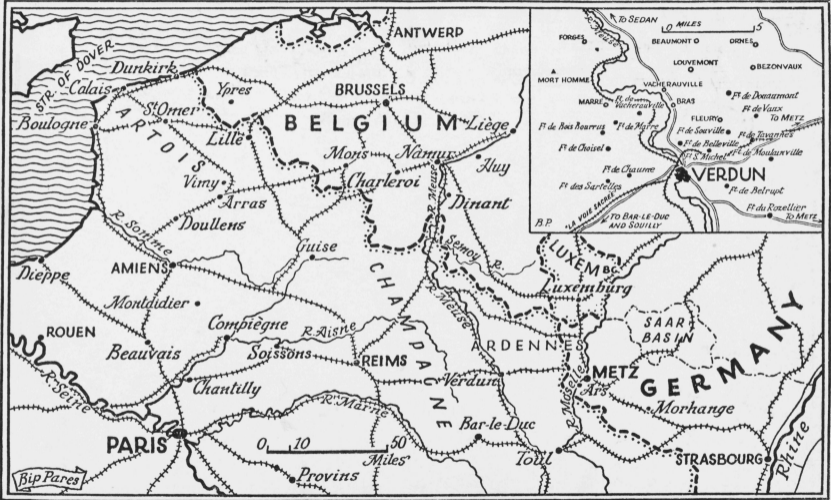 STR. OF DOVER
Dunkirk
Calais
Boulogne
St. Omer
Ypres
Lille
ARTOIS
ANTWERP
BRUSSELS
BELGIUM
Liège
Mons
Namur
Huy
Charleroi
Vimy
Arras
Dinant
R. Meuse
Doullens
R. Somme
Guise
Semoy R.
LUXEMBG.
Luxemburg
Dieppe
AMIENS
Montdidier
CHAMPAGNE
Meuse
SAAR
BASIN
GERMANY
ROUEN
Compiègne
R. Aisne
ARDENNES
Beauvais
Soissons
REIMS
METZ
Ars
R. Moselle
Chantilly
Verdun
Morhange
R. Seine
R. Marne
Bar-le-Duc
PARIS
0 10 50
Miles
Toul
STRASBOURG
Rhine
Provins
Bip Pares
R. Meuse
TO SEDAN
0 MILES 5
FORGES
BEAUMONT
ORNES
LOUVEMONT
BEZONVAUX
MORT HOMME
VACHERAUVILLE
Ft. de Douaumont
MARRE
Ft. de Vacherauville
BRAS
Ft. de Vaux
FLEURY
TO METZ
Ft. de Bois Bourrus
Ft. de Marre
Ft. de Souville
Ft. de Tavannes
Ft. de Belleville
Ft. de Choisel
Ft. S. Michel
Ft. de Moulainville
Ft. de Chaume
VERDUN
Ft. des Sartelles
Ft. de Belrupt
"LA VOIE SACRÉE"
Ft. du Rozellier
B.P.
TO BAR-LE-DUC
AND SOUILLY
TO METZ